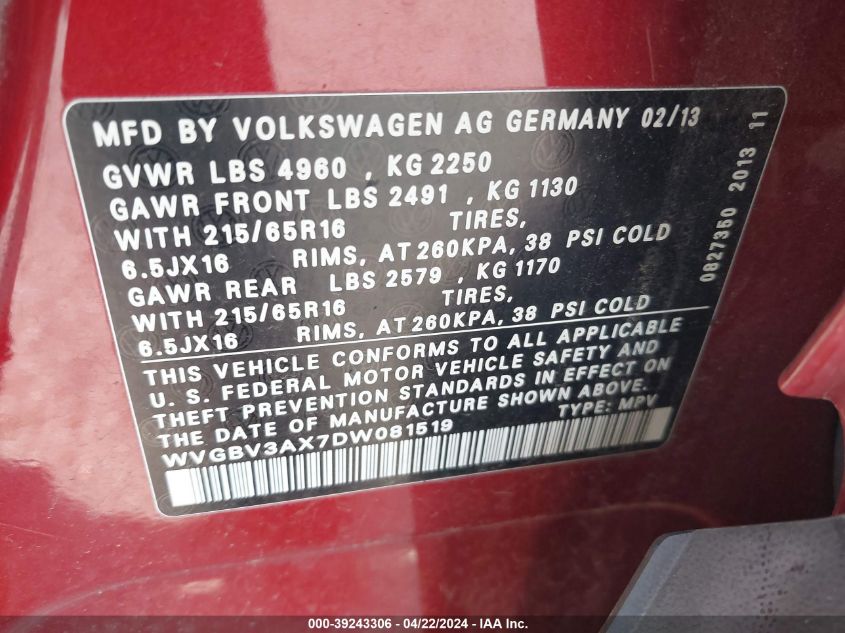 MFD BY VOLKSWAGEN AG GERMANY 02/13
GVWR LBS 4960 , KG 2250
GAWR FRONT LBS 2491 , KG 1130
WITH 215/65R16 TIRES,
6.5JX16 RIMS, AT 260KPA, 38 PSI COLD
GAWR REAR LBS 2579 , KG 1170
WITH 215/65R16 TIRES,
6.5JX16 RIMS, AT 260KPA, 38 PSI COLD
THIS VEHICLE CONFORMS TO ALL APPLICABLE
U. S. FEDERAL MOTOR VEHICLE SAFETY AND
THEFT PREVENTION STANDARDS IN EFFECT ON
THE DATE OF MANUFACTURE SHOWN ABOVE.
WVGBV3AX7DW081519 TYPE: MPV
0827350 2013 11
000-39243306 - 04/22/2024 - IAA Inc.